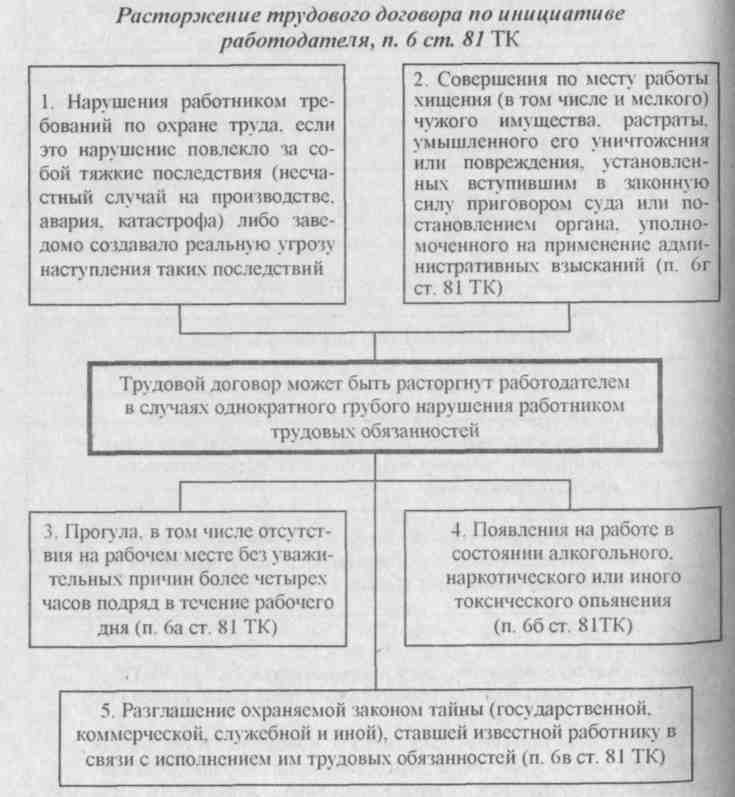 Расторжение трудового договора по инициативе
работодателя, п. 6 ст. 81 ТК
1. Нарушения работником тре-
бований по охране труда, если
это нарушение повлекло за со-
бой тяжкие последствия (несча-
стный случай на производстве,
авария, катастрофа) либо заве-
домо создавало реальную угрозу
наступления таких последствий
2. Совершения по месту работы
хищения (в том числе и мелкого)
чужого имущества, растраты,
умышленного его уничтожения
или повреждения, установлен-
ных вступившим в законную
силу приговором суда или по-
становлением органа, уполно-
моченного на применение адми-
нистративных взысканий (п. 6г
ст. 81 ТК)
Трудовой договор может быть расторгнут работодателем
в случаях однократного грубого нарушения работником
трудовых обязанностей
3. Прогула, в том числе отсутст-
вия на рабочем месте без уважи-
тельных причин более четырех
часов подряд в течение рабочего
дня (п. 6а ст. 81 ТК)
4. Появления на работе в
состоянии алкогольного,
наркотического или иного
токсического опьянения
(п. 6б ст. 81ТК)
5. Разглашение охраняемой законом тайны (государственной,
коммерческой, служебной и иной), ставшей известной работнику в
связи с исполнением им трудовых обязанностей (п. 6в ст. 81 ТК)